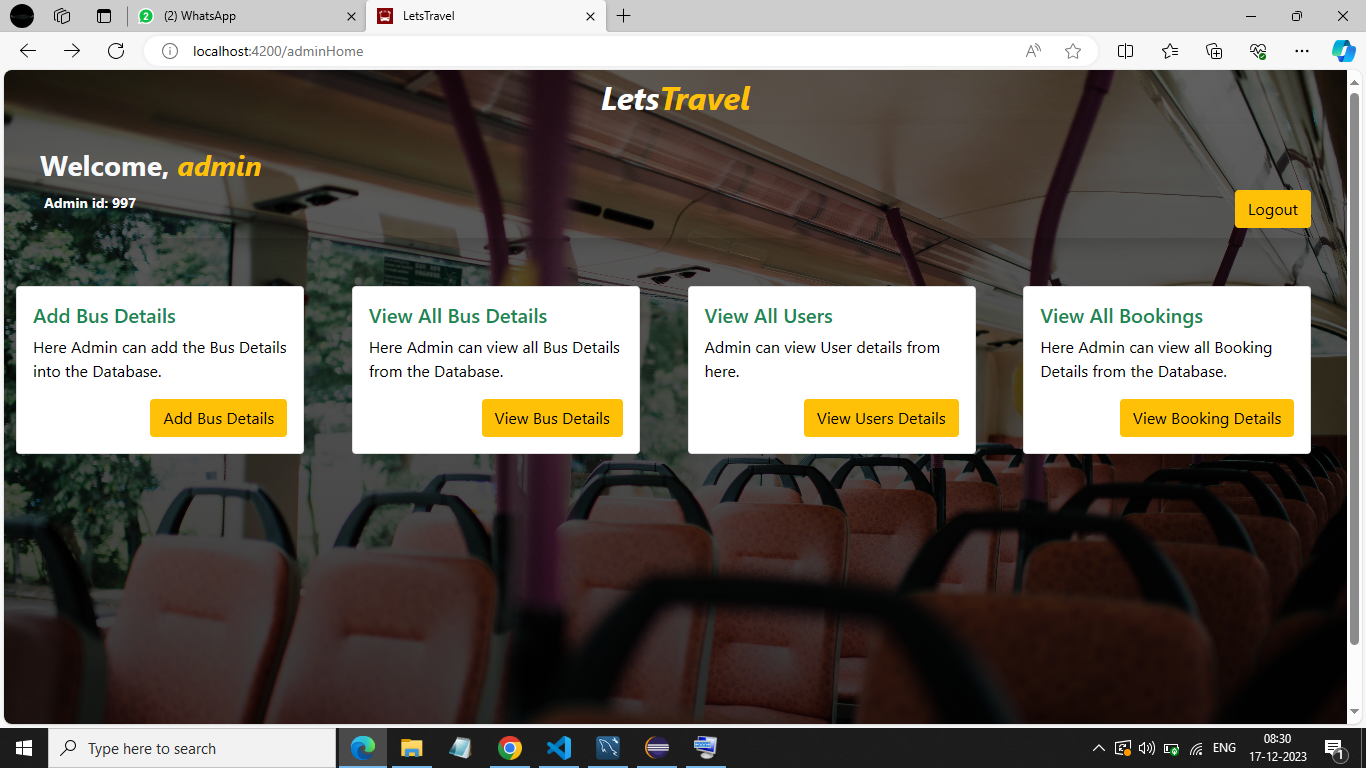 (2) WhatsApp
LetsTravel
localhost:4200/adminHome
LetsTravel
Welcome, admin
Admin id: 997
Logout
Add Bus Details
Here Admin can add the Bus Details
into the Database.
Add Bus Details
View All Bus Details
Here Admin can view all Bus Details
from the Database.
View Bus Details
View All Users
Admin can view User details from
here.
View Users Details
View All Bookings
Here Admin can view all Booking
Details from the Database.
View Booking Details
Type here to search
ENG
08:30
17-12-2023
1